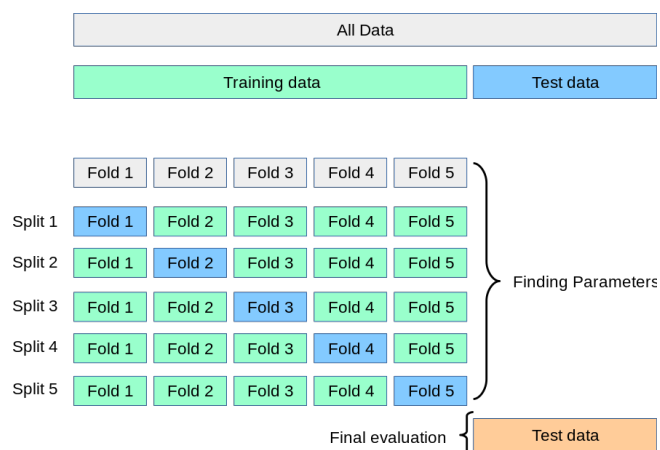 All Data
Training data Test data
Fold 1 Fold 2 Fold 3 Fold 4 Fold 5
Split 1 Fold 1 Fold 2 Fold 3 Fold 4 Fold 5
Split 2 Fold 1 Fold 2 Fold 3 Fold 4 Fold 5
Finding Parameters
Split 3 Fold 1 Fold 2 Fold 3 Fold 4 Fold 5
Split 4 Fold 1 Fold 2 Fold 3 Fold 4 Fold 5
Split 5 Fold 1 Fold 2 Fold 3 Fold 4 Fold 5
Final evaluation Test data